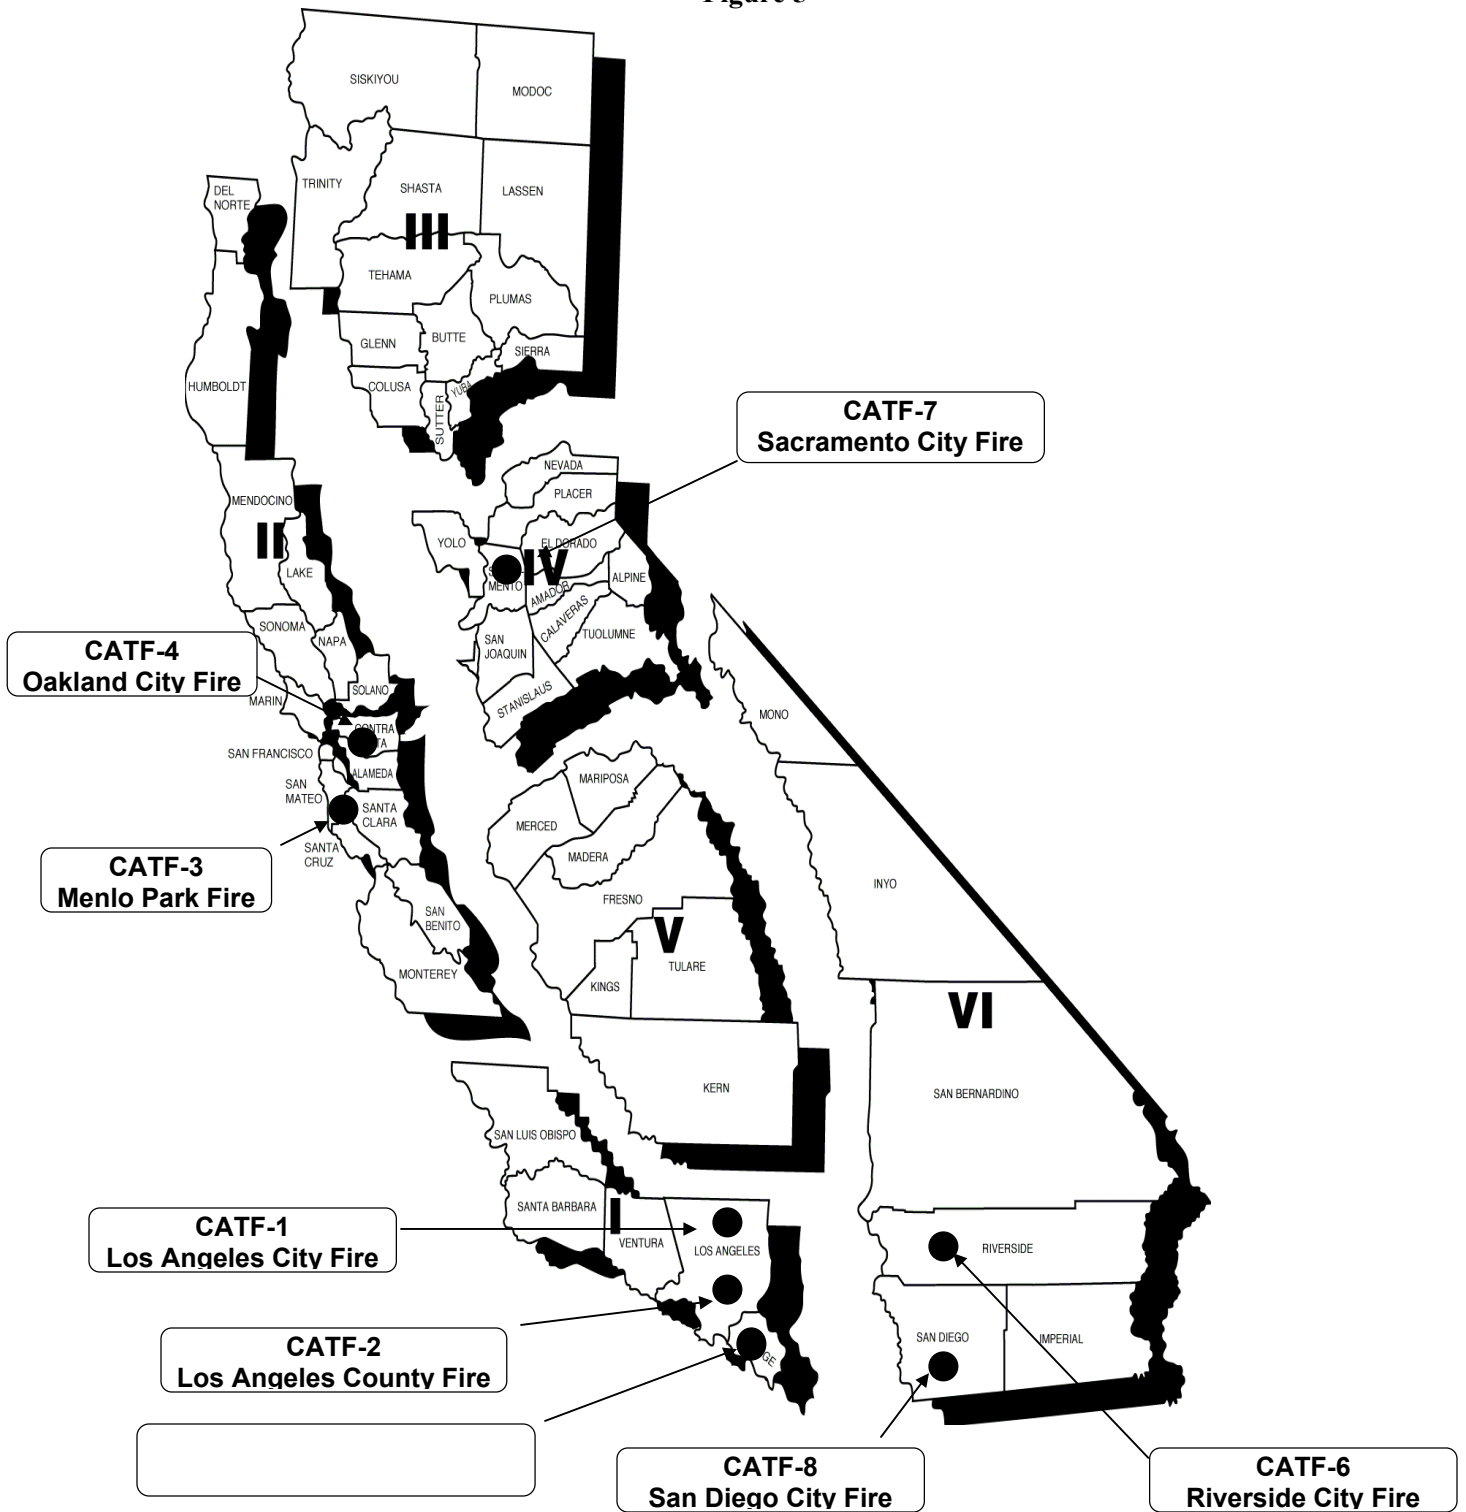 SISKIYOU
MODOC
TRINITY
SHASTA
LASSEN
DEL
NORTE
III
TEHAMA
PLUMAS
GLENN
BUTTE
SIERRA
HUMBOLDT
COLUSA
YUBA
SUTTER
CATF-7
Sacramento City Fire
NEVADA
PLACER
MENDOCINO
II
YOLO
EL DORADO
IV
LAKE
MENTO
AMADOR
ALPINE
SONOMA
NAPA
SAN
JOAQUIN
CALAVERAS
TUOLUMNE
CATF-4
Oakland City Fire
SOLANO
MARIN
STANISLAUS
MONO
SAN FRANCISCO
ALAMEDA
SAN
MATEO
MARIPOSA
SANTA
CLARA
MERCED
SANTA
CRUZ
MADERA
CATF-3
Menlo Park Fire
INYO
FRESNO
SAN
BENITO
V
TULARE
MONTEREY
KINGS
VI
KERN
SAN BERNARDINO
SAN LUIS OBISPO
SANTA BARBARA
I
VENTURA
CATF-1
Los Angeles City Fire
LOS ANGELES
RIVERSIDE
CATF-2
Los Angeles County Fire
SAN DIEGO
IMPERIAL
GE
CATF-8
San Diego City Fire
CATF-6
Riverside City Fire